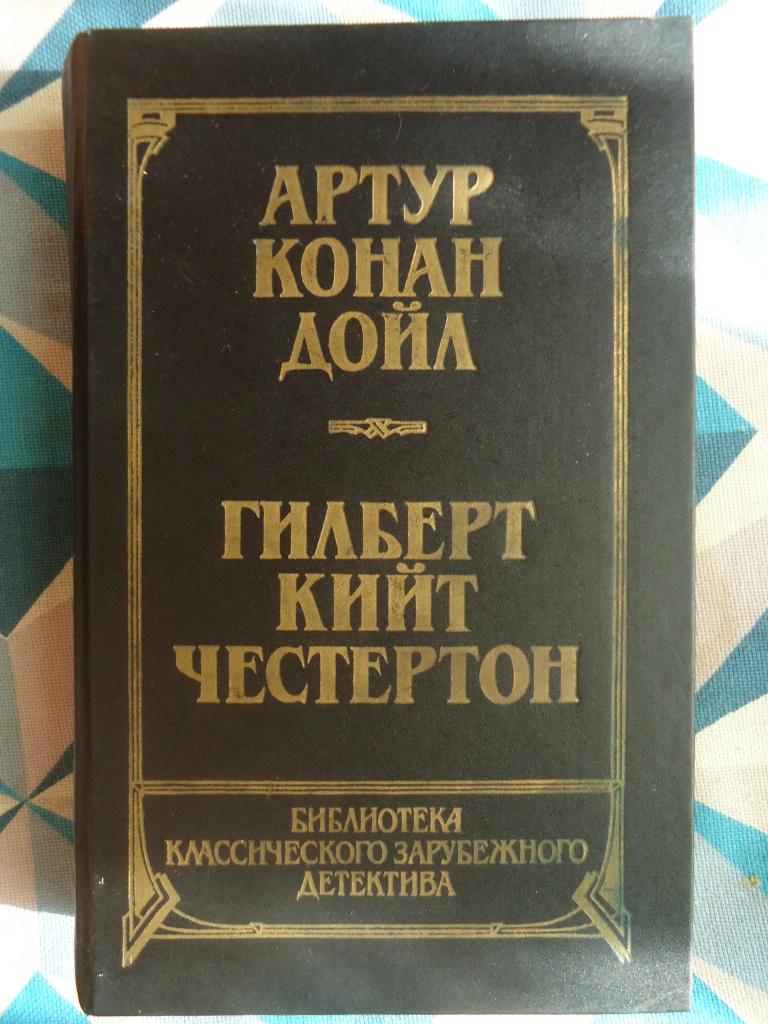 АРТУР
КОНАН
ДОЙЛ
ГИЛБЕРТ
КИЙТ
ЧЕСТЕРТОН
БИБЛИОТЕКА
КЛАССИЧЕСКОГО ЗАРУБЕЖНОГО
ДЕТЕКТИВА